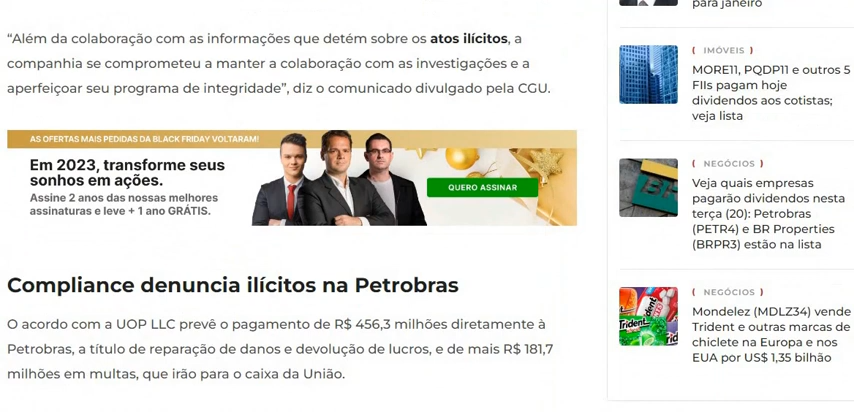 “Além da colaboração com as informações que detém sobre os atos ilícitos, a
companhia se comprometeu a manter a colaboração com as investigações e a
aperfeiçoar seu programa de integridade”, diz o comunicado divulgado pela CGU.
AS OFERTAS MAIS PEDIDAS DA BLACK FRIDAY VOLTARAM!
Em 2023, transforme seus
sonhos em ações.
Assine 2 anos das nossas melhores
assinaturas e leve + 1 ano GRÁTIS.
QUERO ASSINAR
Compliance denuncia ilícitos na Petrobras
O acordo com a UOP LLC prevê o pagamento de R$ 456,3 milhões diretamente à
Petrobras, a título de reparação de danos e devolução de lucros, e de mais R$ 181,7
milhões em multas, que irão para o caixa da União.
para janeiro
( IMÓVEIS )
MORE11, PQDP11 e outros 5
FIIs pagam hoje
dividendos aos cotistas;
veja lista
( NEGÓCIOS )
BR
Veja quais empresas
pagarão dividendos nesta
terça (20): Petrobras
(PETR4) e BR Properties
(BRPR3) estão na lista
( NEGÓCIOS )
Trident
Mondelez (MDLZ34) vende
Trident e outras marcas de
chiclete na Europa e nos
EUA por US$ 1,35 bilhão